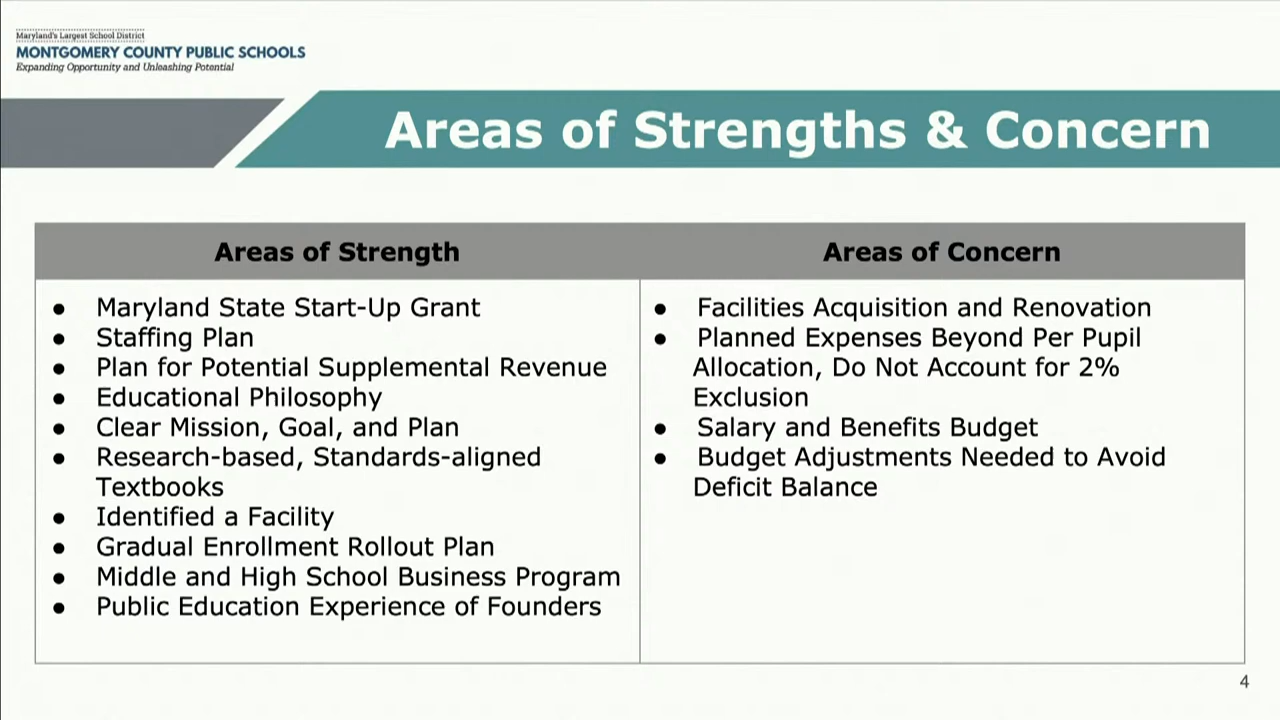 Maryland's Largest School District
MONTGOMERY COUNTY PUBLIC SCHOOLS
Expanding Opportunity and Unleashing Potential
Areas of Strengths & Concern
Areas of Strength
● Maryland State Start-Up Grant
● Staffing Plan
● Plan for Potential Supplemental Revenue
● Educational Philosophy
● Clear Mission, Goal, and Plan
● Research-based, Standards-aligned
Textbooks
● Identified a Facility
● Gradual Enrollment Rollout Plan
● Middle and High School Business Program
● Public Education Experience of Founders
Areas of Concern
● Facilities Acquisition and Renovation
● Planned Expenses Beyond Per Pupil
Allocation, Do Not Account for 2%
Exclusion
● Salary and Benefits Budget
● Budget Adjustments Needed to Avoid
Deficit Balance
4